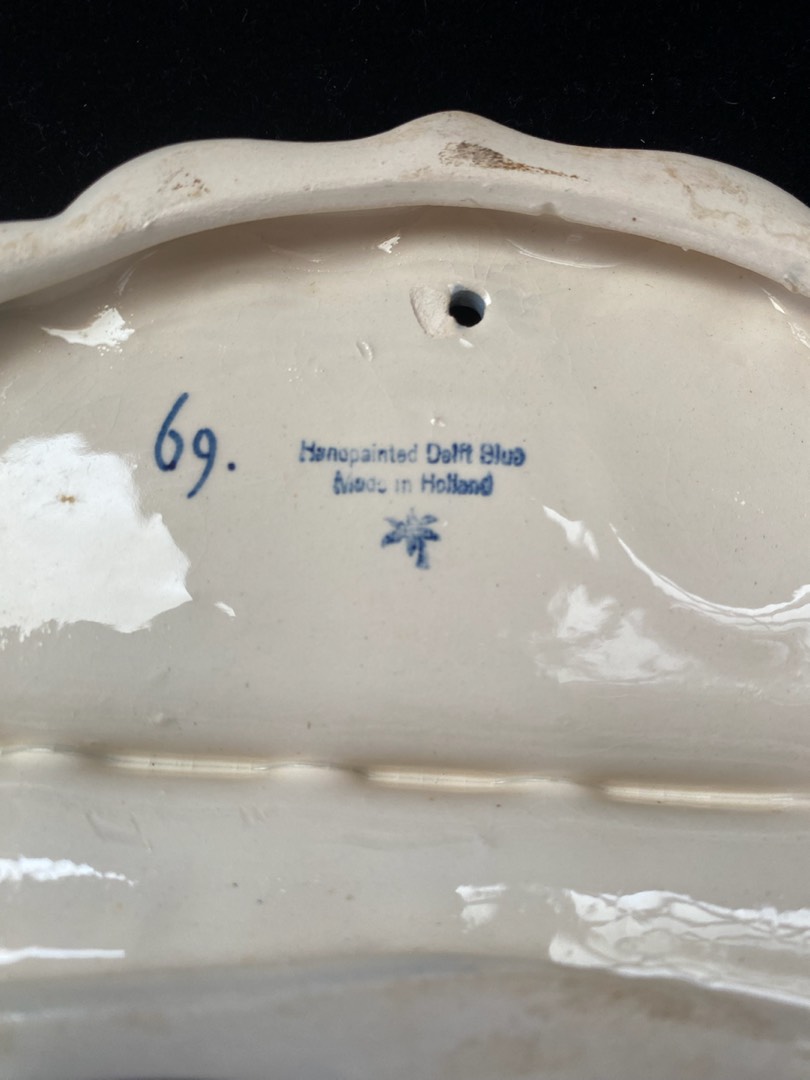 69.
Handpainted Delft Blue
Made in Holland